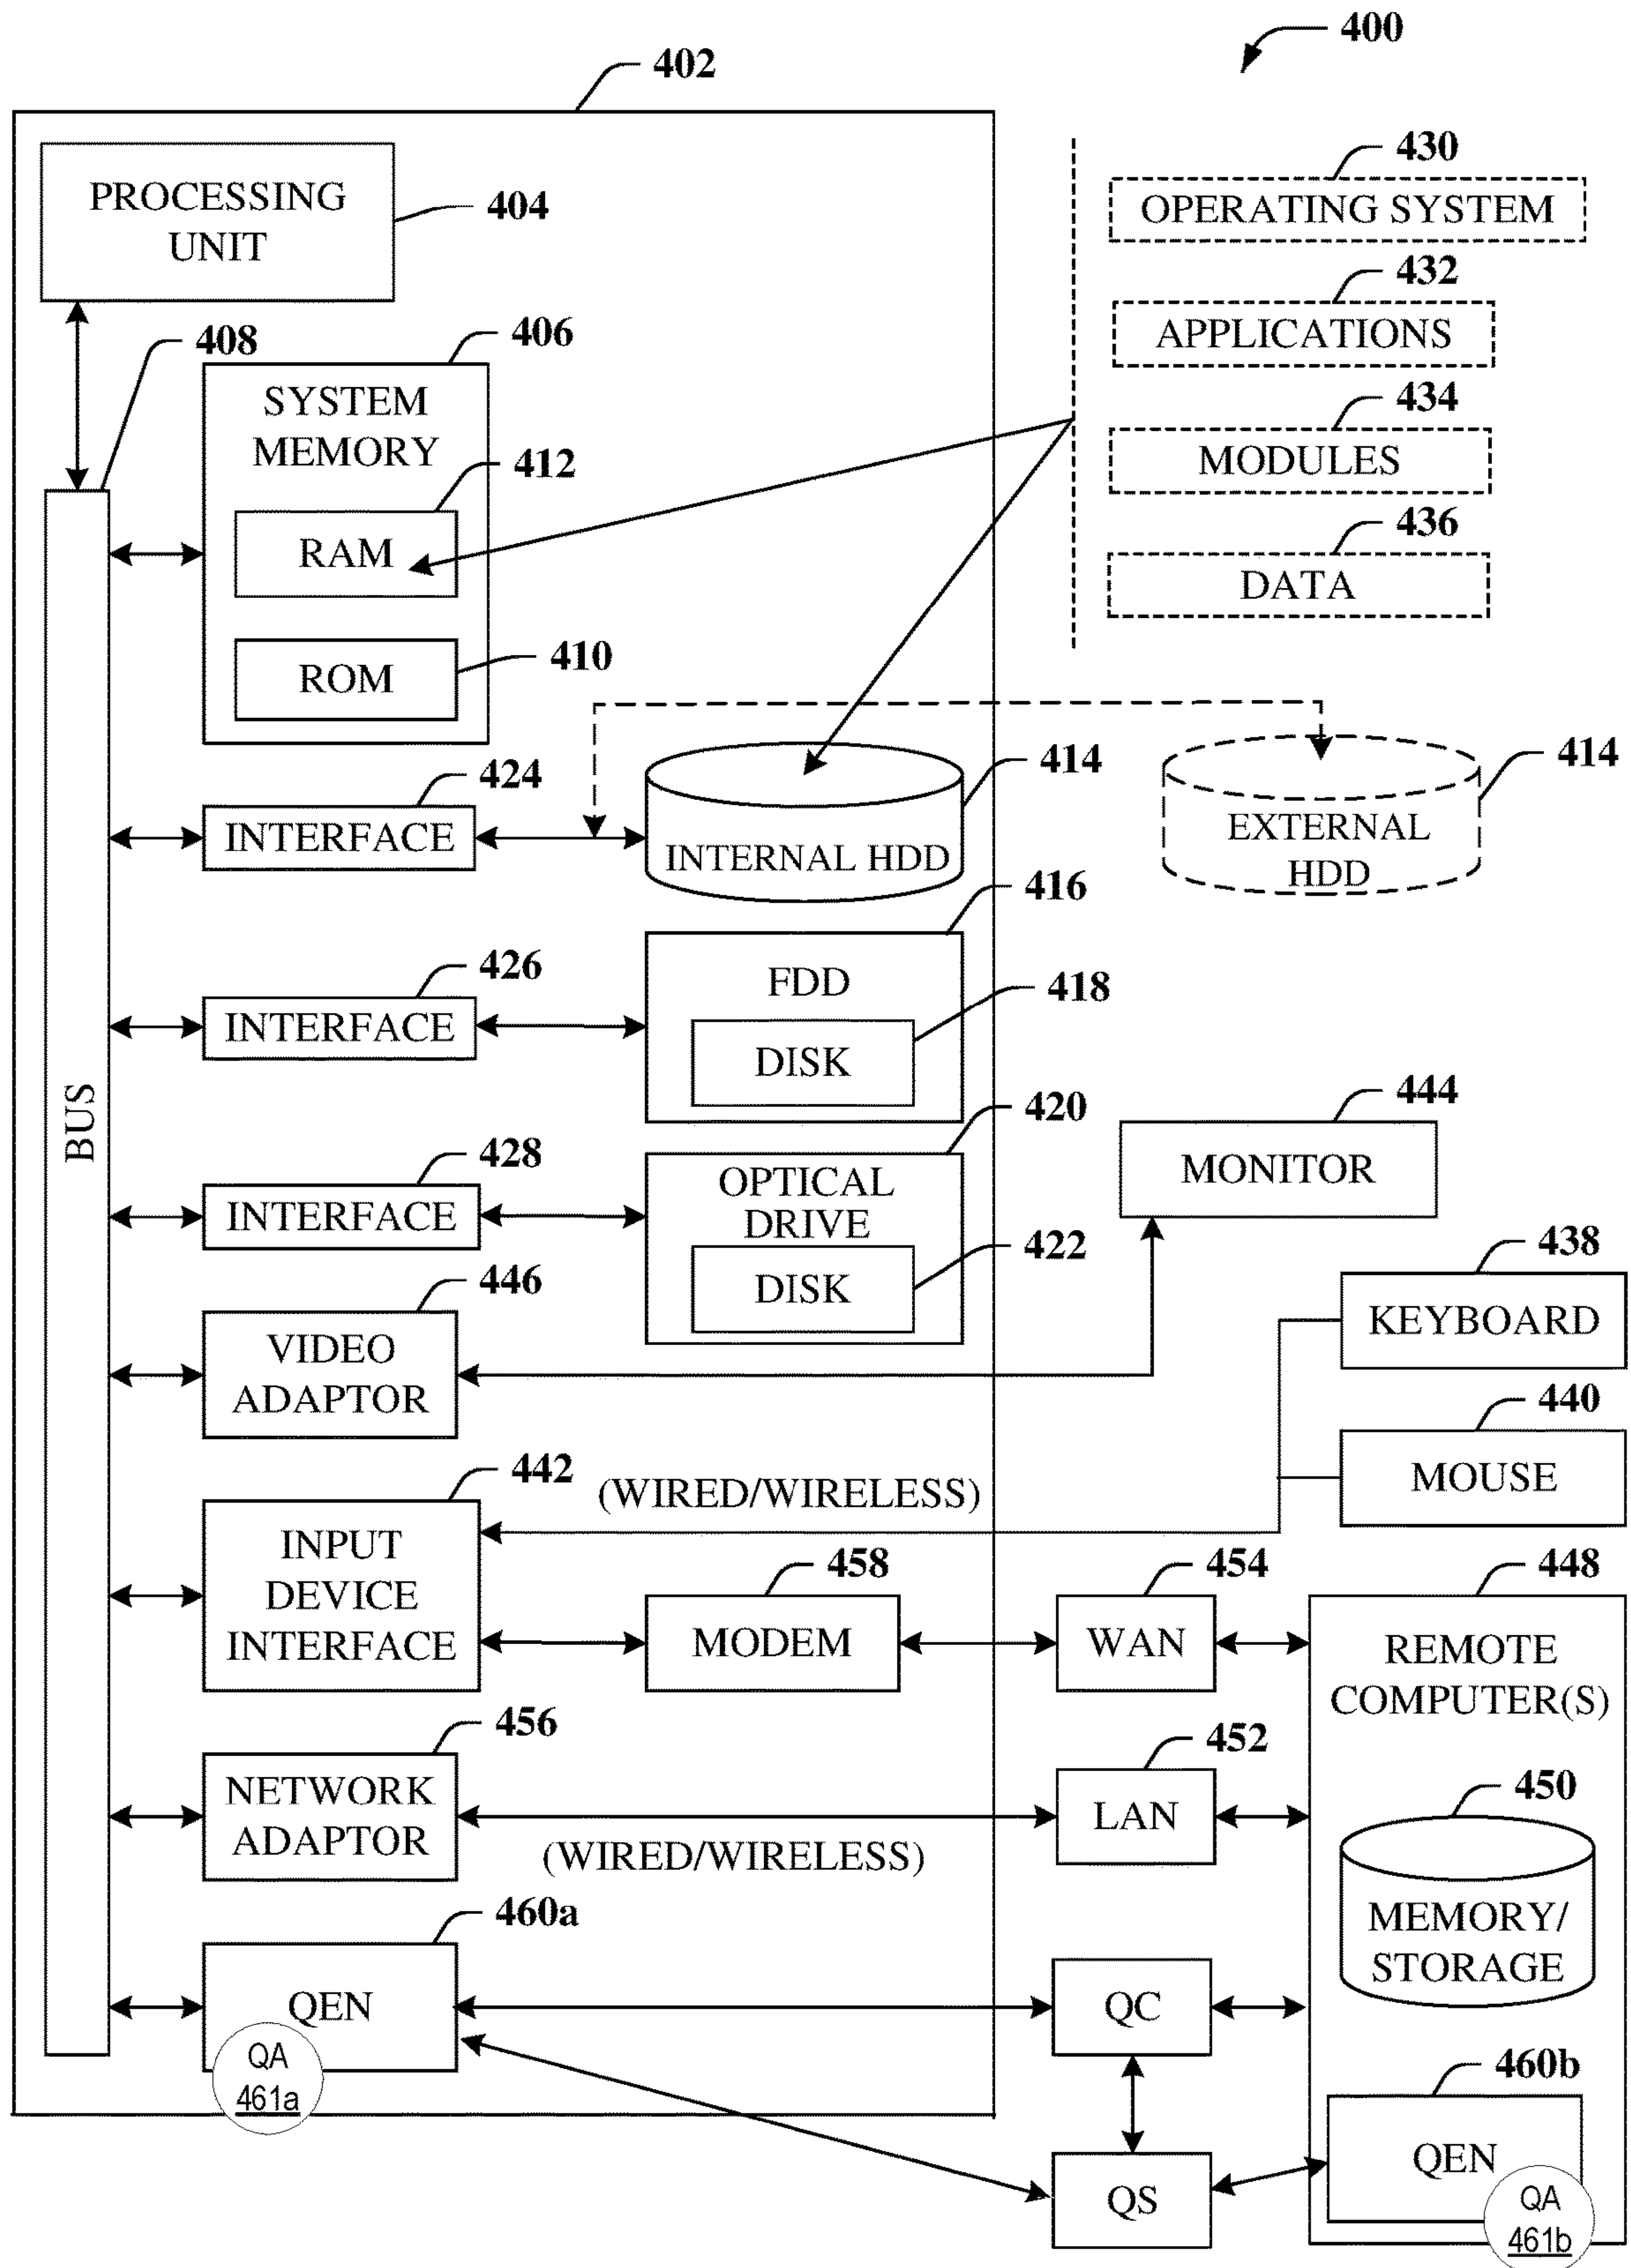 400
402
PROCESSING
UNIT
404
430
OPERATING SYSTEM
432
APPLICATIONS
434
MODULES
436
DATA
408
406
SYSTEM
MEMORY
412
RAM
410
ROM
424
INTERFACE
414
INTERNAL HDD
414
EXTERNAL
HDD
416
FDD
418
DISK
426
INTERFACE
BUS
420
OPTICAL
DRIVE
422
DISK
428
INTERFACE
444
MONITOR
446
VIDEO
ADAPTOR
438
KEYBOARD
440
MOUSE
442
(WIRED/WIRELESS)
INPUT
DEVICE
INTERFACE
458
MODEM
454
WAN
448
REMOTE
COMPUTER(S)
456
NETWORK
ADAPTOR
(WIRED/WIRELESS)
452
LAN
450
MEMORY/
STORAGE
460a
QEN
QA
461a
QC
QS
460b
QEN
QA
461b